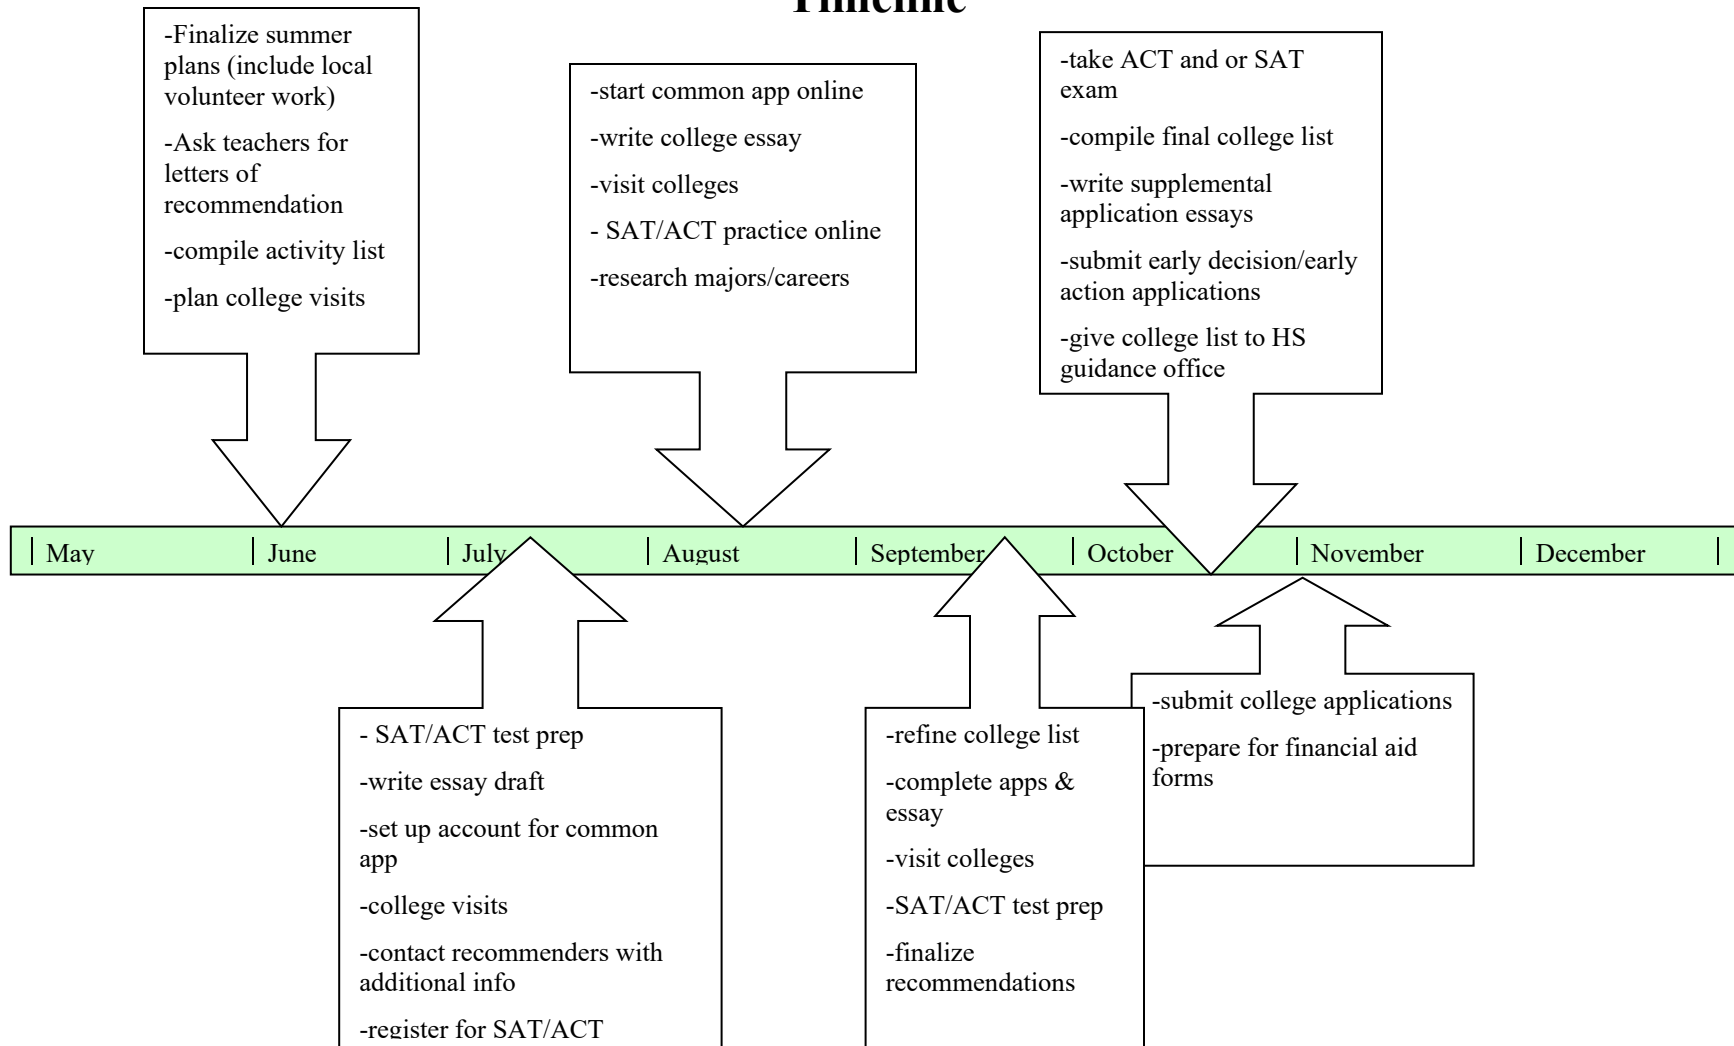 Timeline
-Finalize summer
plans (include local
volunteer work)
-Ask teachers for
letters of
recommendation
-compile activity list
-plan college visits
-start common app online
-write college essay
-visit colleges
- SAT/ACT practice online
-research majors/careers
-take ACT and or SAT
exam
-compile final college list
-write supplemental
application essays
-submit early decision/early
action applications
-give college list to HS
guidance office
May
June
July
August
September
October
November
December
- SAT/ACT test prep
-write essay draft
-set up account for common
app
-college visits
-contact recommenders with
additional info
-register for SAT/ACT
-refine college list
-complete apps &
essay
-visit colleges
-SAT/ACT test prep
-finalize
recommendations
-submit college applications
-prepare for financial aid
forms